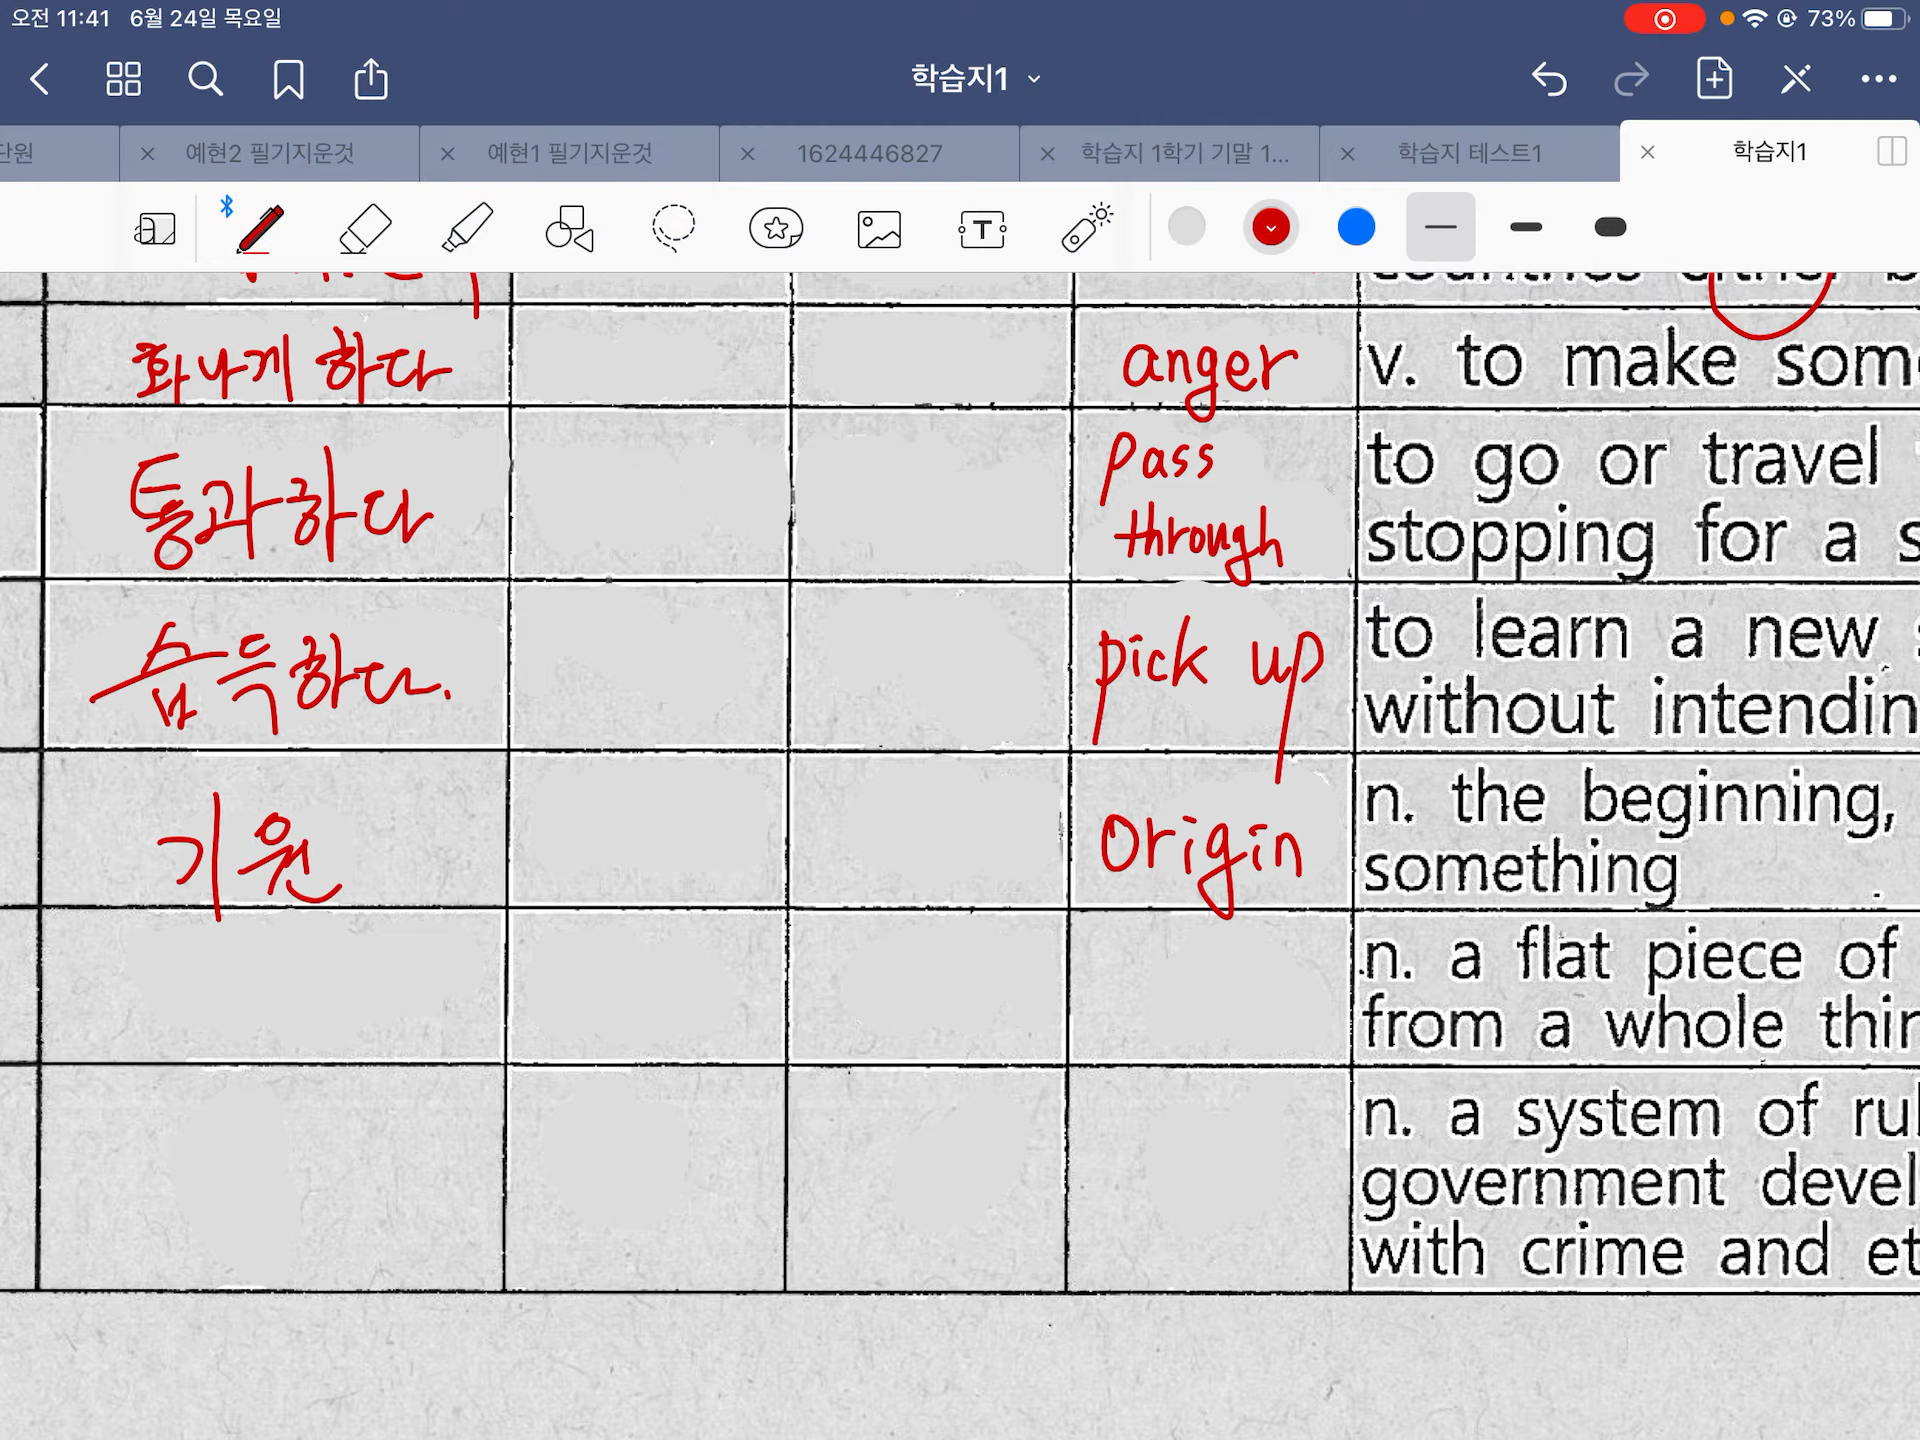 오전 11:41 6월 24일 목요일
73%
학습지1
단원
예현2 필기지운것
예현1 필기지운것
1624446827
학습지 1학기 기말 1...
학습지 테스트1
학습지1
countries either b
화나게 하다
anger
v. to make som
통과하다
pass
through
to go or travel
stopping for a s
습득하다.
pick up
to learn a new s
without intendin
기원
origin
n. the beginning,
something
n. a flat piece of
from a whole thin
n. a system of rul
government devel
with crime and et